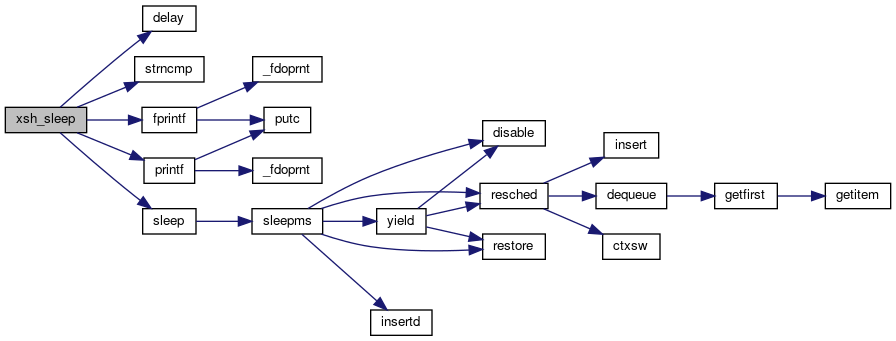 delay
strncmp
_fdoprnt
xsh_sleep
fprintf
putc
disable
insert
printf
_fdoprnt
resched
dequeue
getfirst
getitem
sleep
sleepms
yield
restore
ctxsw
insertd